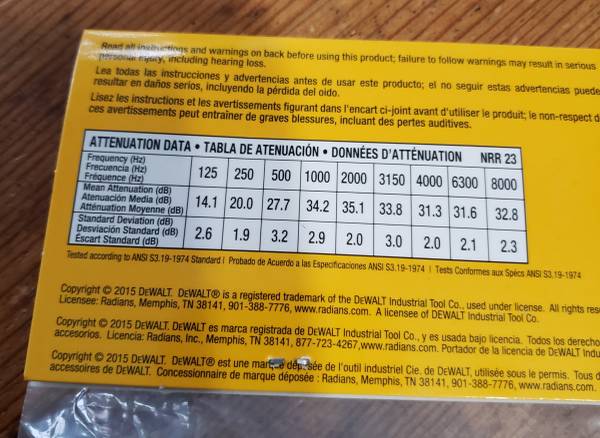 Read all instructions and warnings on back before using this product; failure to follow warnings may result in serious
personal injury, including hearing loss.
Lea todas las instrucciones y advertencias antes de usar este producto; el no seguir estas advertencias puede
resultar en daños serios, incluyendo la pérdida del oido.
Lisez les instructions et les avertissements figurant dans l'encart ci-joint avant d'utiliser le produit; le non-respect d
ces avertissements peut entraîner de graves blessures, incluant des pertes auditives.
ATTENUATION DATA • TABLA DE ATENUACIÓN • DONNÉES D'ATTÉNUATION NRR 23
Frequency (Hz)
Frecuencia (Hz)
Fréquence (Hz)
125 250 500 1000 2000 3150 4000 6300 8000
Mean Attenuation (dB)
Atenuación Media (dB)
Atténuation Moyenne (dB)
14.1 20.0 27.7 34.2 35.1 33.8 31.3 31.6 32.8
Standard Deviation (dB)
Desviación Standard (dB)
Escart Standard (dB)
2.6 1.9 3.2 2.9 2.0 3.0 2.0 2.1 2.3
Tested according to ANSI S3.19-1974 Standard | Probado de Acuerdo a las Especificaciones ANSI S3.19-1974 | Tests Conformes aux Spécs ANSI S3.19-1974
Copyright © 2015 DEWALT. DEWALT® is a registered trademark of the DEWALT Industrial Tool Co., used under license. All rights res
Licensee: Radians, Memphis, TN 38141, 901-388-7776, www.radians.com. A licensee of DEWALT Industrial Tool Co.
Copyright © 2015 DEWALT. DEWALT es marca registrada de DEWALT Industrial Tool Co., y es usada bajo licencia. Todos los derecho
accesorios. Licencia: Radians, Inc., Memphis, TN 38141, 877-723-4267,www.radians.com. Portador de la licencia de DEWALT Indu
Copyright © 2015 DEWALT. DEWALT® est une marque déposée de l'outil industriel Cie. de DEWALT, utilisée sous le permis. Tous d
accessoires de DEWALT. Concessionnaire de marque déposée : Radians, Memphis, TN 38141, 901-388-7776, www.radians.com.